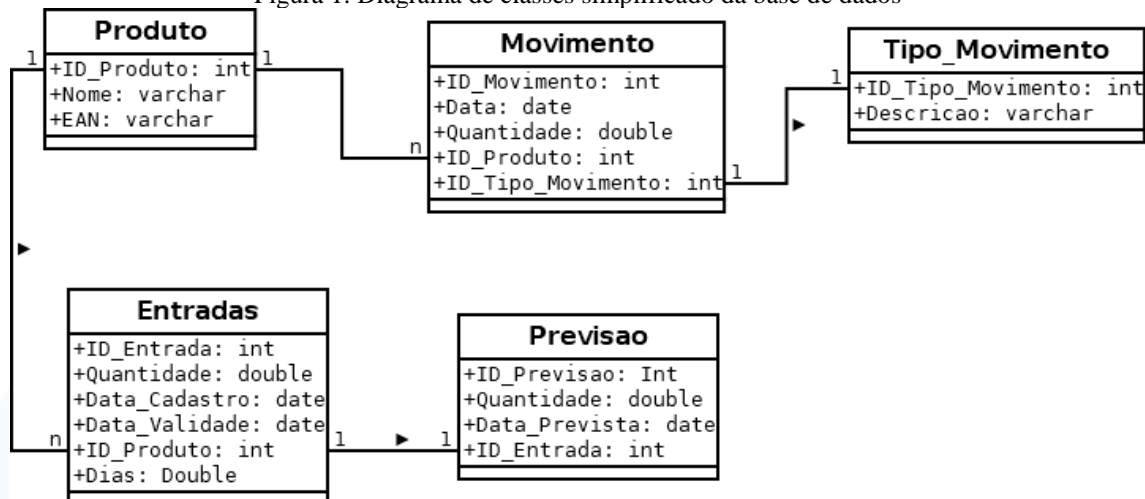 Figura 1: Diagrama de classes simplificado da base de dados
Produto
1
+ID_Produto: int
1
+Nome: varchar
+EAN: varchar
Movimento
+ID_Movimento: int
+Data: date
+Quantidade: double
n
+ID_Produto: int
+ID_Tipo_Movimento: int
1
Tipo_Movimento
1
+ID_Tipo_Movimento: int
+Descricao: varchar
Entradas
+ID_Entrada: int
+Quantidade: double
+Data_Cadastro: date
+Data_Validade: date
n
+ID_Produto: int
1
+Dias: Double
Previsao
+ID_Previsao: Int
+Quantidade: double
+Data_Prevista: date
1
+ID_Entrada: int